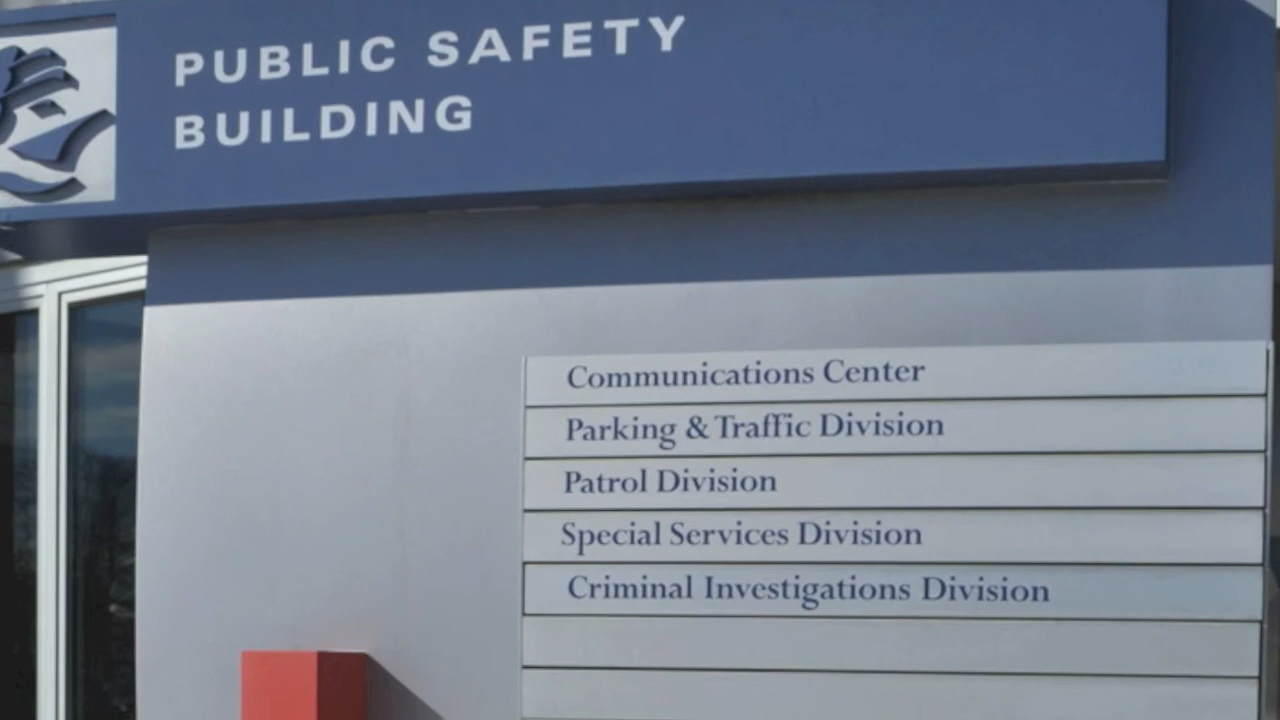 PUBLIC SAFETY
BUILDING
Communications Center
Parking & Traffic Division
Patrol Division
Special Services Division
Criminal Investigations Division